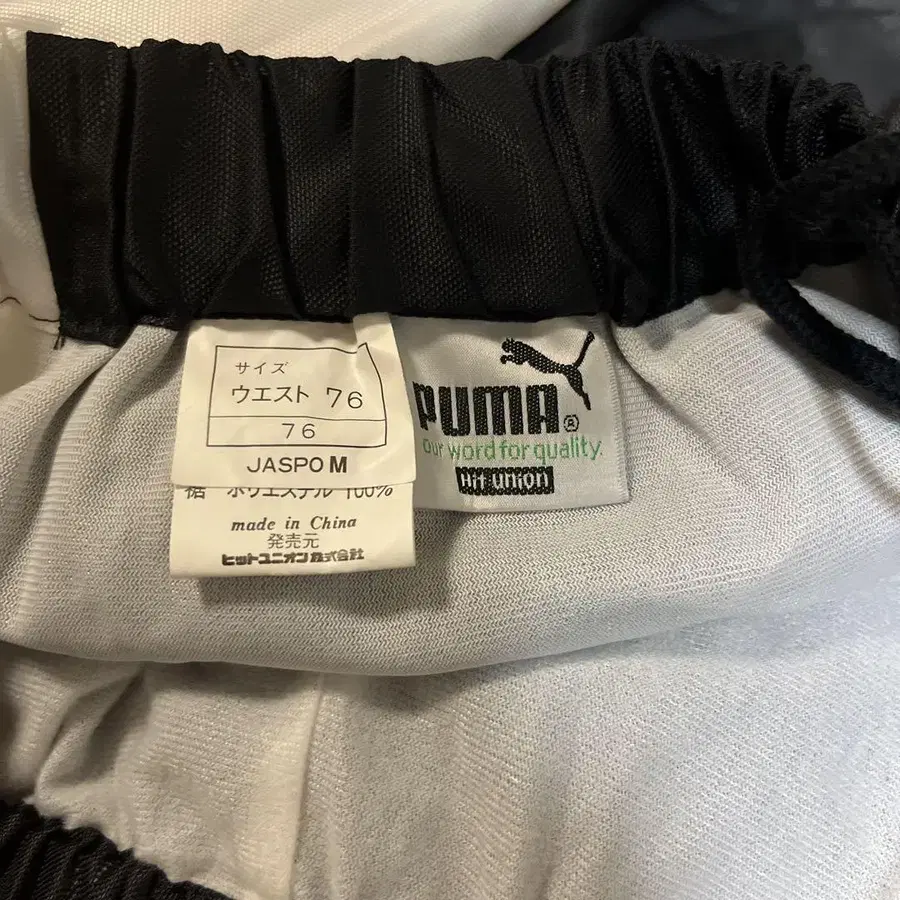 サイズ
ウエスト 76
76
JASPO M
裾 ポリエステル 100%
made in China
発売元
ヒットユニオン株式会社
PUMA®
Our word for quality.
Hit union